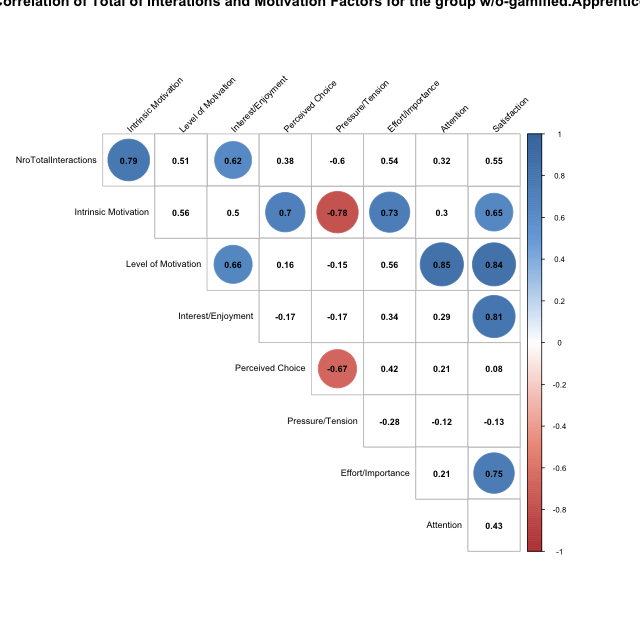 Correlation of Total of Interations and Motivation Factors for the group w/o-gamified.Apprentice
Intrinsic Motivation
Level of Motivation
Interest/Enjoyment
Perceived Choice
Pressure/Tension
Effort/Importance
Attention
Satisfaction
NroTotalInteractions 0.79 0.51 0.62 0.38 -0.6 0.54 0.32 0.55
Intrinsic Motivation 0.56 0.5 0.7 -0.78 0.73 0.3 0.65
Level of Motivation 0.66 0.16 -0.15 0.56 0.85 0.84
Interest/Enjoyment -0.17 -0.17 0.34 0.29 0.81
Perceived Choice -0.67 0.42 0.21 0.08
Pressure/Tension -0.28 -0.12 -0.13
Effort/Importance 0.21 0.75
Attention 0.43
1
0.8
0.6
0.4
0.2
0
-0.2
-0.4
-0.6
-0.8
-1